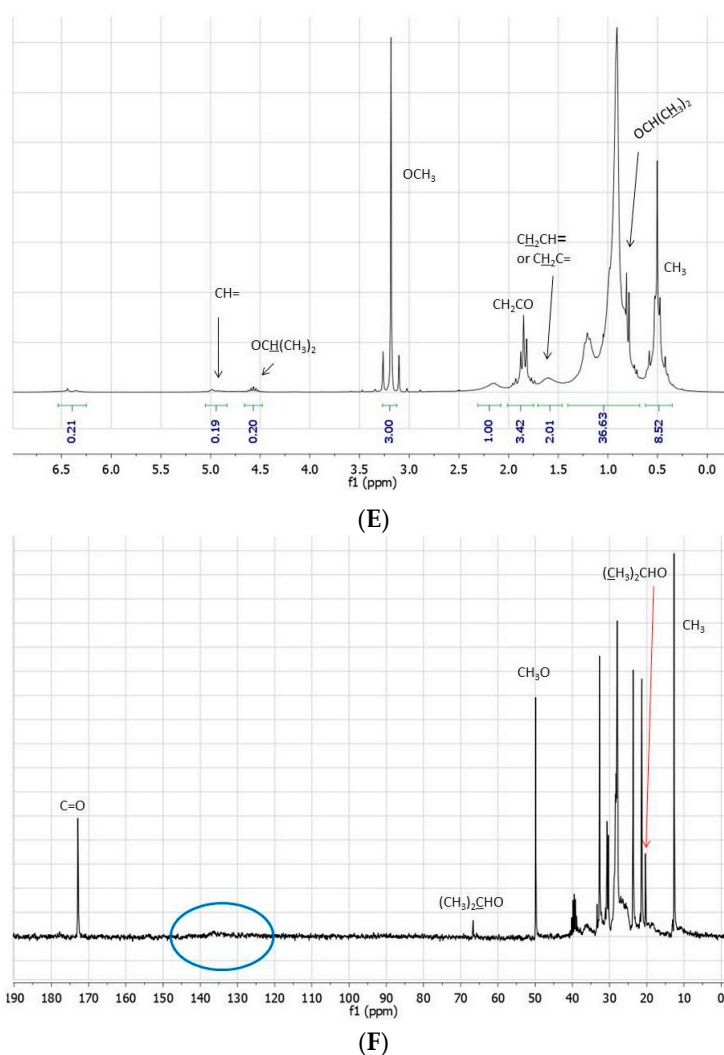 OCH(CH₃)₂
OCH₃
CH₂CH=
or CH₂C=
CH₃
CH=
CH₂CO
OCH(CH₃)₂
0.21
0.19
0.20
3.00
1.00
3.42
2.01
36.63
8.52
6.5 6.0 5.5 5.0 4.5 4.0 3.5 3.0 2.5 2.0 1.5 1.0 0.5 0.0
f1 (ppm)
(E)
(CH₃)₂CHO
CH₃
CH₃O
C=O
(CH₃)₂CHO
190 180 170 160 150 140 130 120 110 100 90 80 70 60 50 40 30 20 10 0
f1 (ppm)
(F)